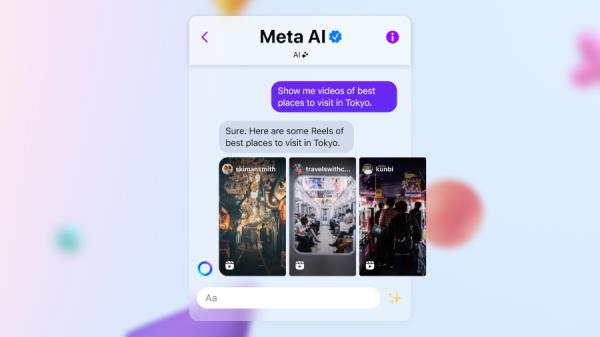 Meta AI
AI
Show me videos of best
places to visit in Tokyo.
Sure. Here are some Reels of
best places to visit in Tokyo.
skimansmith
travelswithc...
kunbi
Aa